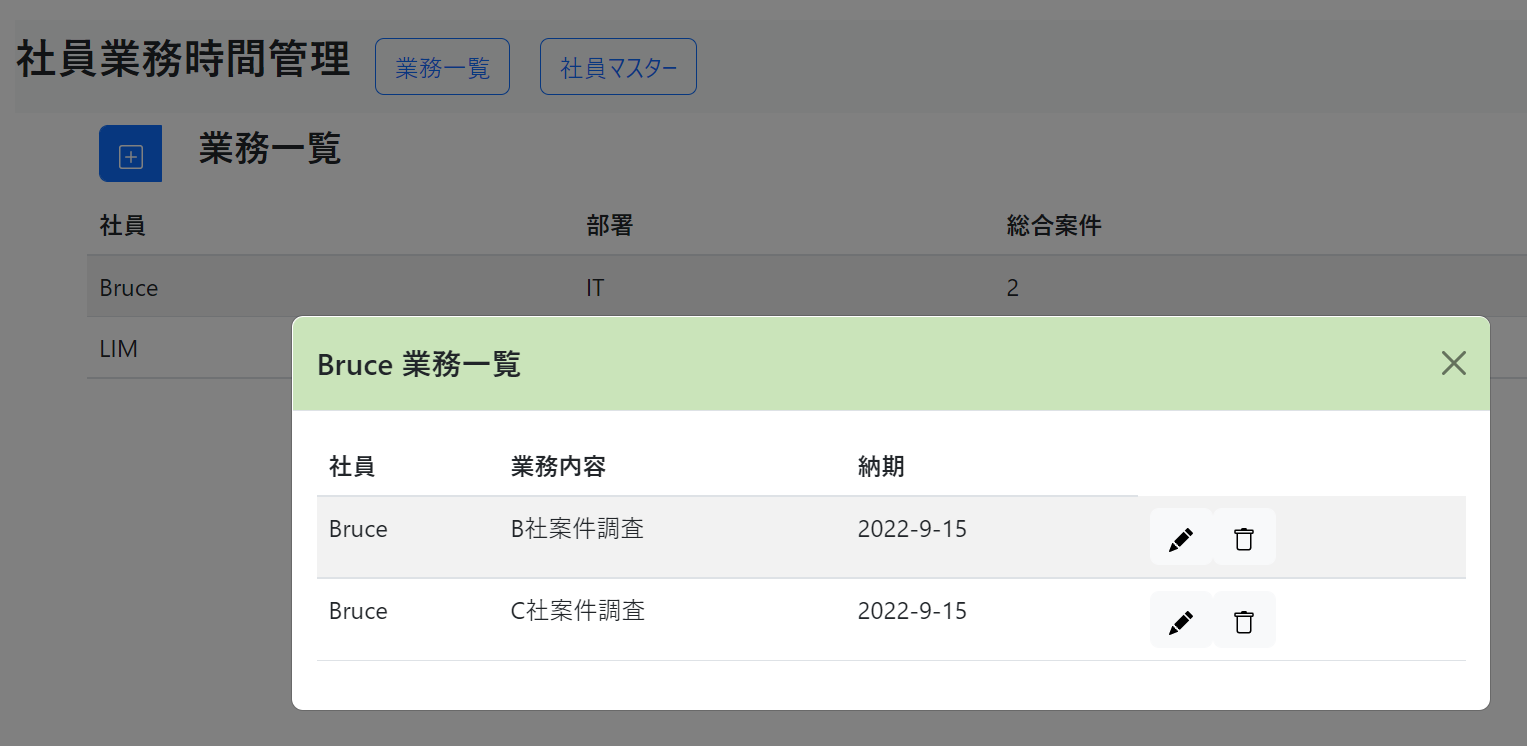 社員業務時間管理 業務一覧 社員マスター
業務一覧
社員 部署 総合案件
Bruce IT 2
LIM
Bruce 業務一覧
社員 業務内容 納期
Bruce B社案件調査 2022-9-15
Bruce C社案件調査 2022-9-15